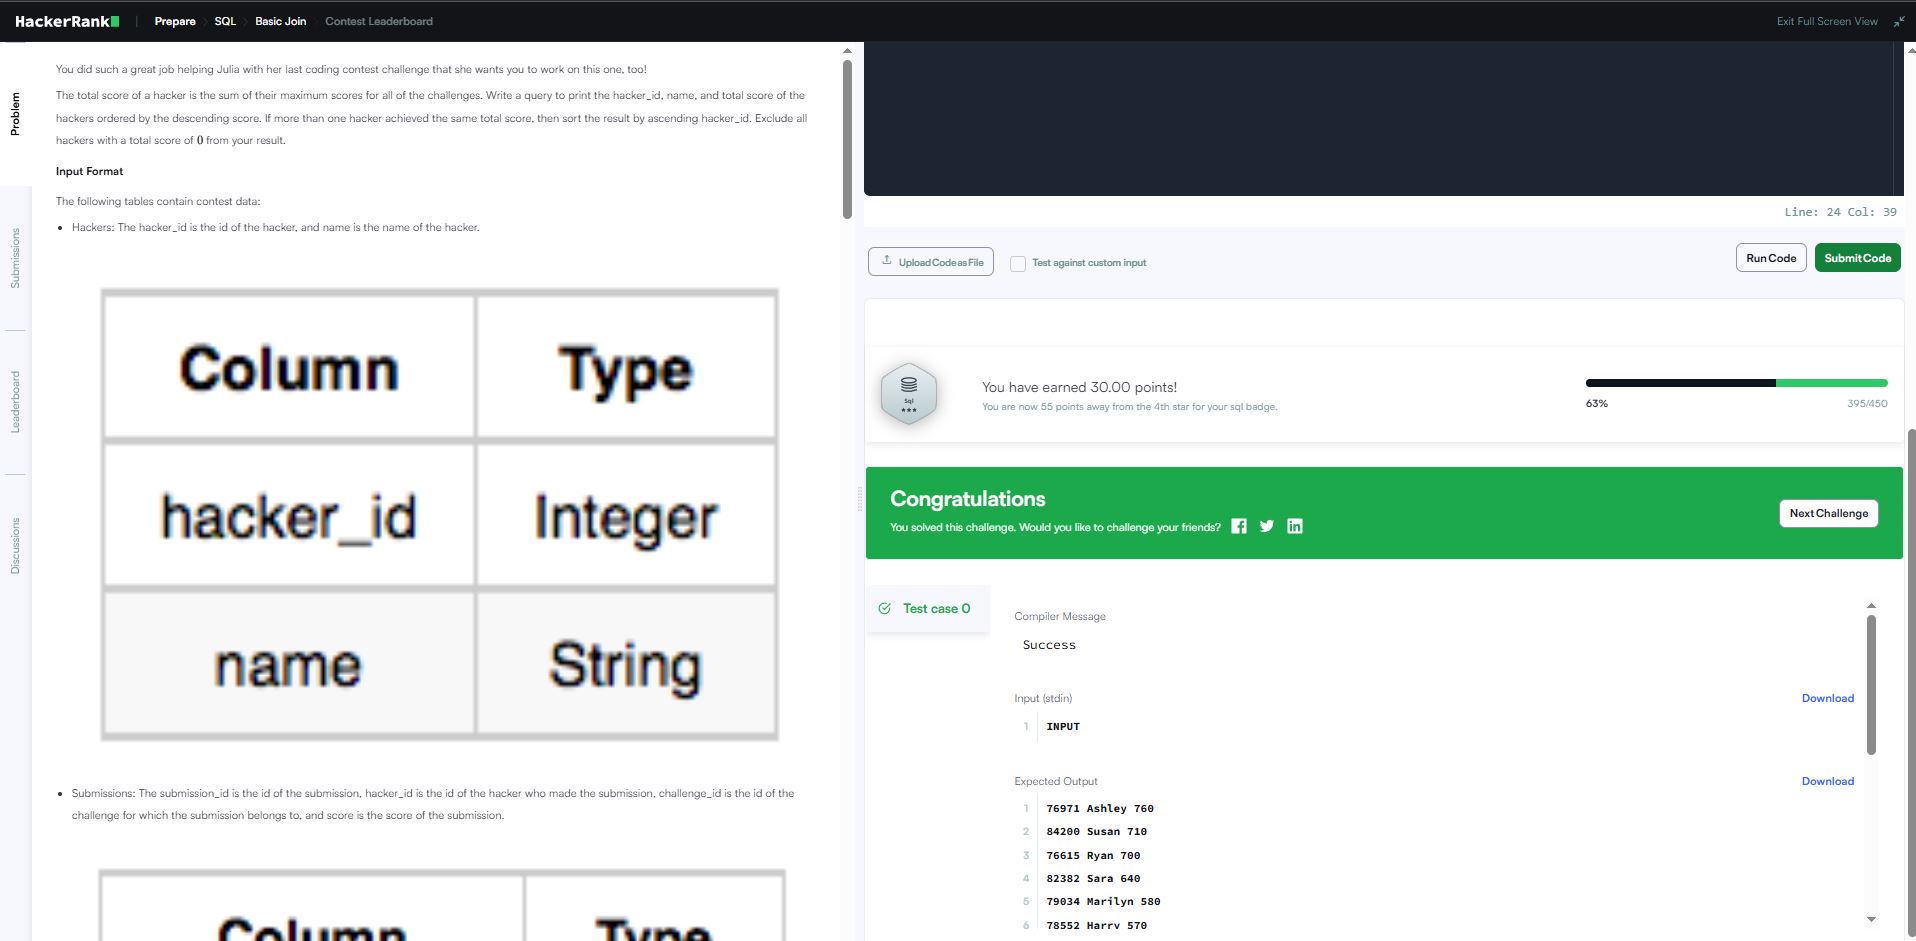 HackerRank
Prepare
SQL
Basic Join
Contest Leaderboard
Exit Full Screen View
Problem
Submissions
Leaderboard
Discussions
You did such a great job helping Julia with her last coding contest challenge that she wants you to work on this one, too!
The total score of a hacker is the sum of their maximum scores for all of the challenges. Write a query to print the hacker_id, name, and total score of the
hackers ordered by the descending score. If more than one hacker achieved the same total score, then sort the result by ascending hacker_id. Exclude all
hackers with a total score of 0 from your result.
Input Format
The following tables contain contest data:
Hackers: The hacker_id is the id of the hacker, and name is the name of the hacker.
Column Type
hacker_id Integer
name String
Submissions: The submission_id is the id of the submission, hacker_id is the id of the hacker who made the submission, challenge_id is the id of the
challenge for which the submission belongs to, and score is the score of the submission.
Column Type
Line: 24 Col: 39
Upload Code as File
Test against custom input
Run Code
Submit Code
Sql
You have earned 30.00 points!
You are now 55 points away from the 4th star for your sql badge.
63%
395/450
Congratulations
You solved this challenge. Would you like to challenge your friends?
Next Challenge
Test case 0
Compiler Message
Success
Input (stdin)
Download
1 INPUT
Expected Output
Download
1 76971 Ashley 760
2 84200 Susan 710
3 76615 Ryan 700
4 82382 Sara 640
5 79034 Marilyn 580
6 78552 Harry 570